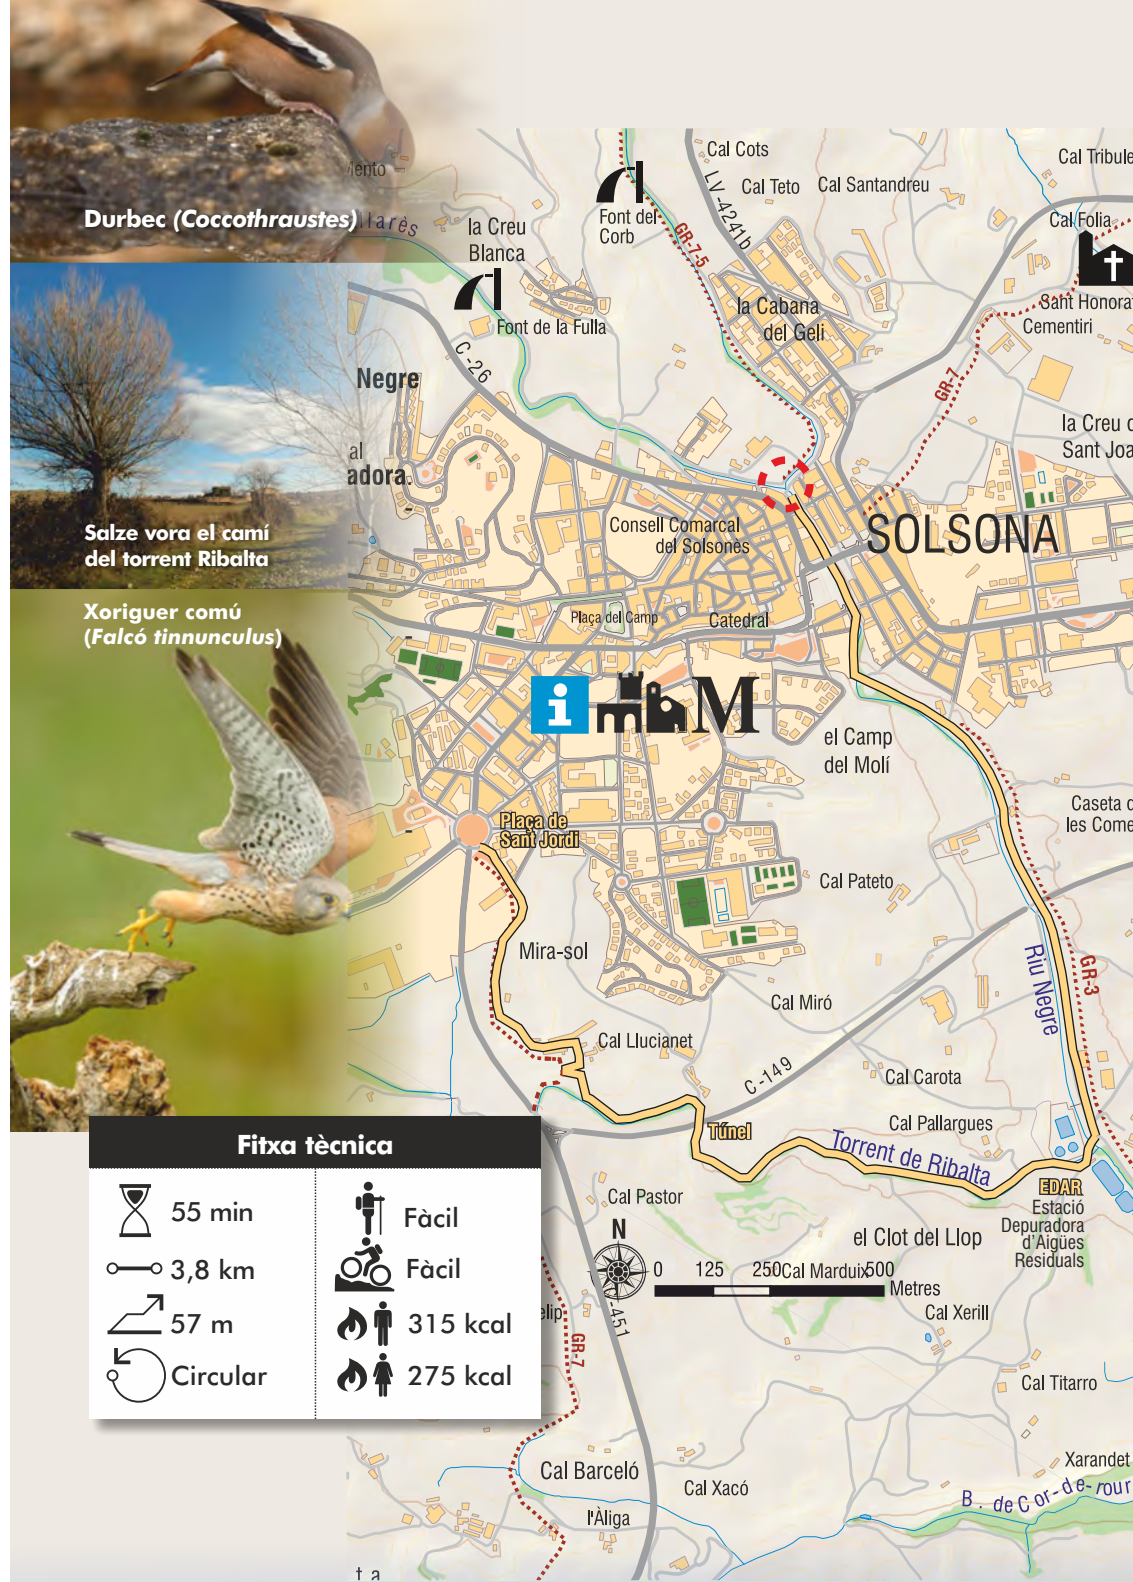 Durbec (Coccothraustes)
Salze vora el camí
del torrent Ribalta
Xoriguer comú
(Falcó tinnunculus)
Negre
al
adora.
la Creu
Blanca
Font de la Fulla
C-26
Font del
Corb
GR-7-5
LV-4241b
Cal Cots
Cal Teto
Cal Santandreu
la Cabana
del Geli
Cal Tribule
Cal Folia
Sant Honorat
Cementiri
GR-7
la Creu d
Sant Joa
SOLSONA
Consell Comarcal
del Solsonès
Plaça del Camp
Catedral
i
M
el Camp
del Molí
Caseta d
les Come
Plaça de
Sant Jordi
Cal Pateto
Mira-sol
Cal Miró
Riu Negre
GR-3
Cal Llucianet
C-149
Cal Carota
Cal Pallargues
Túnel
Torrent de Ribalta
EDAR
Estació
Depuradora
d'Aigües
Residuals
Cal Pastor
el Clot del Llop
N
0 125 250 500
Metres
Cal Marduix
Cal Xerill
C-451
elip
GR-7
Cal Titarro
Cal Barceló
Cal Xacó
l'Àliga
Xarandet
B. de Cor-de-rour
t a
Fitxa tècnica
55 min
3,8 km
57 m
Circular
Fàcil
Fàcil
315 kcal
275 kcal